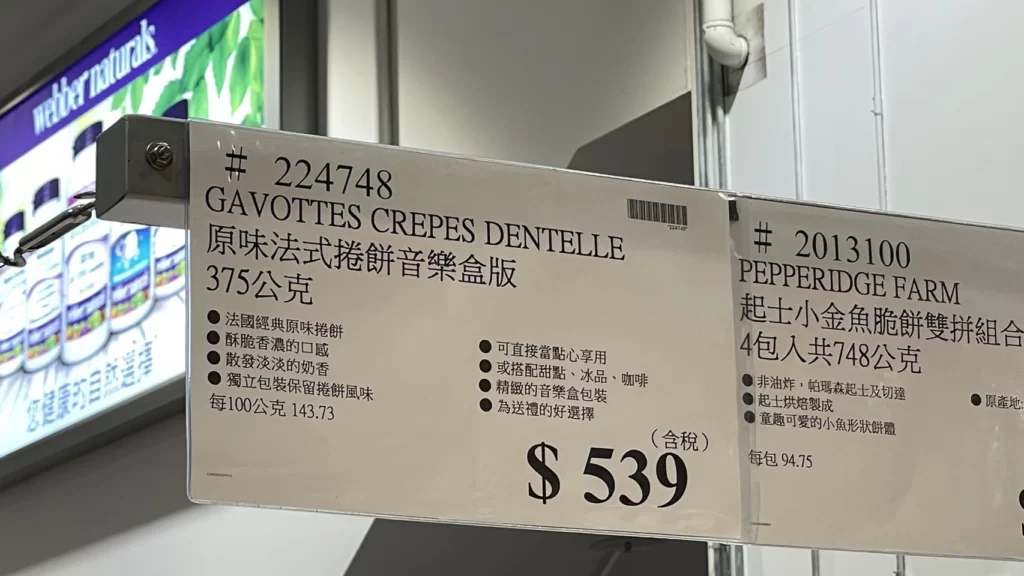 webber naturals
您健康的自然選擇
# 224748
GAVOTTES CREPES DENTELLE
原味法式捲餅音樂盒版
375公克
● 法國經典原味捲餅
● 酥脆香濃的口感
● 散發淡淡的奶香
● 獨立包裝保留捲餅風味
每100公克 143.73
● 可直接當點心享用
● 或搭配甜點、冰品、咖啡
● 精緻的音樂盒包裝
● 為送禮的好選擇
(含稅)
$ 539
"224748"
# 2013100
PEPPERIDGE FARM
起士小金魚脆餅雙拼組合
4包入共748公克
● 非油炸，帕瑪森起士及切達
● 起士烘焙製成
● 童趣可愛的小魚形狀餅體
● 原產地:
每包 94.75